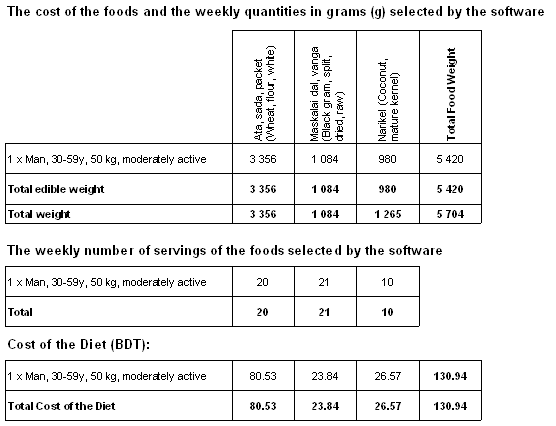 The cost of the foods and the weekly quantities in grams (g) selected by the software
Ata, sada, packet
(Wheat, flour, white)
Maskalai dal, vanga
(Black gram, split,
dried, raw)
Narikel (Coconut,
mature kernel)
Total Food Weight
1 x Man, 30-59y, 50 kg, moderately active 3 356 1 084 980 5 420
Total edible weight 3 356 1 084 980 5 420
Total weight 3 356 1 084 1 265 5 704
The weekly number of servings of the foods selected by the software
1 x Man, 30-59y, 50 kg, moderately active 20 21 10
Total 20 21 10
Cost of the Diet (BDT):
1 x Man, 30-59y, 50 kg, moderately active 80.53 23.84 26.57 130.94
Total Cost of the Diet 80.53 23.84 26.57 130.94